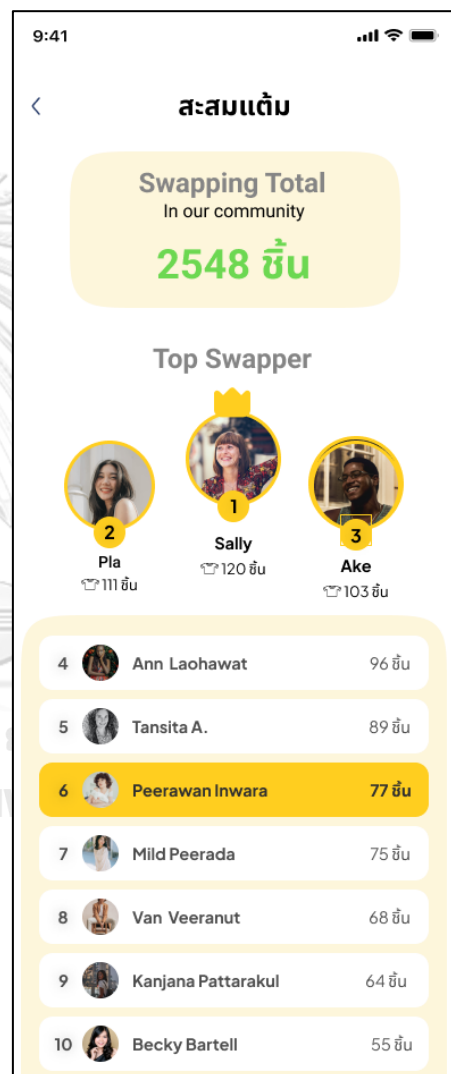 9:41
สะสมแต้ม
Swapping Total
In our community
2548 ชิ้น
Top Swapper
1
2
3
Sally
120 ชิ้น
Pla
111 ชิ้น
Ake
103 ชิ้น
4 Ann Laohawat 96 ชิ้น
5 Tansita A. 89 ชิ้น
6 Peerawan Inwara 77 ชิ้น
7 Mild Peerada 75 ชิ้น
8 Van Veeranut 68 ชิ้น
9 Kanjana Pattarakul 64 ชิ้น
10 Becky Bartell 55 ชิ้น